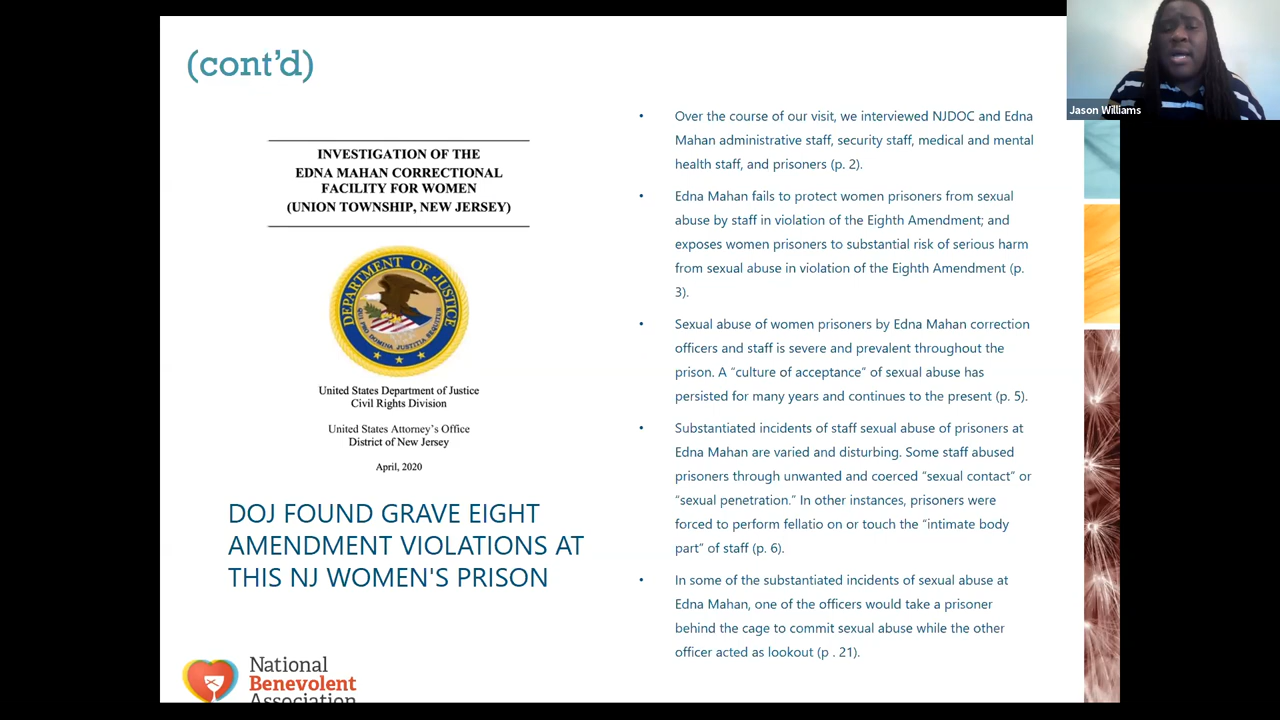 (cont'd)
INVESTIGATION OF THE
EDNA MAHAN CORRECTIONAL
FACILITY FOR WOMEN
(UNION TOWNSHIP, NEW JERSEY)
DEPARTMENT OF JUSTICE
QUI PRO DOMINA JUSTITIA SEQUITUR
United States Department of Justice
Civil Rights Division
United States Attorney's Office
District of New Jersey
April, 2020
DOJ FOUND GRAVE EIGHT
AMENDMENT VIOLATIONS AT
THIS NJ WOMEN'S PRISON
National
Benevolent
Association
• Over the course of our visit, we interviewed NJDOC and Edna
Mahan administrative staff, security staff, medical and mental
health staff, and prisoners (p. 2).
• Edna Mahan fails to protect women prisoners from sexual
abuse by staff in violation of the Eighth Amendment; and
exposes women prisoners to substantial risk of serious harm
from sexual abuse in violation of the Eighth Amendment (p.
3).
• Sexual abuse of women prisoners by Edna Mahan correction
officers and staff is severe and prevalent throughout the
prison. A “culture of acceptance” of sexual abuse has
persisted for many years and continues to the present (p. 5).
• Substantiated incidents of staff sexual abuse of prisoners at
Edna Mahan are varied and disturbing. Some staff abused
prisoners through unwanted and coerced “sexual contact” or
“sexual penetration.” In other instances, prisoners were
forced to perform fellatio on or touch the “intimate body
part” of staff (p. 6).
• In some of the substantiated incidents of sexual abuse at
Edna Mahan, one of the officers would take a prisoner
behind the cage to commit sexual abuse while the other
officer acted as lookout (p . 21).
Jason Williams